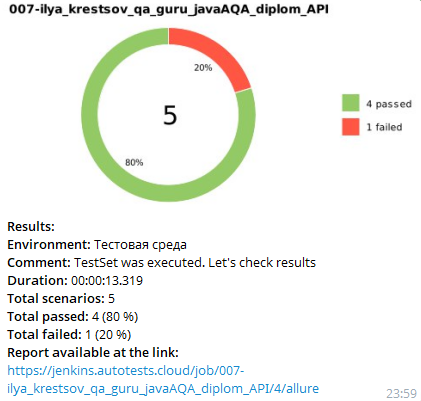 007-ilya_krestsov_qa_guru_javaAQA_diplom_API
20%
5
4 passed
1 failed
80%
Results:
Environment: Тестовая среда
Comment: TestSet was executed. Let's check results
Duration: 00:00:13.319
Total scenarios: 5
Total passed: 4 (80 %)
Total failed: 1 (20 %)
Report available at the link:
https://jenkins.autotests.cloud/job/007-
ilya_krestsov_qa_guru_javaAQA_diplom_API/4/allure
23:59